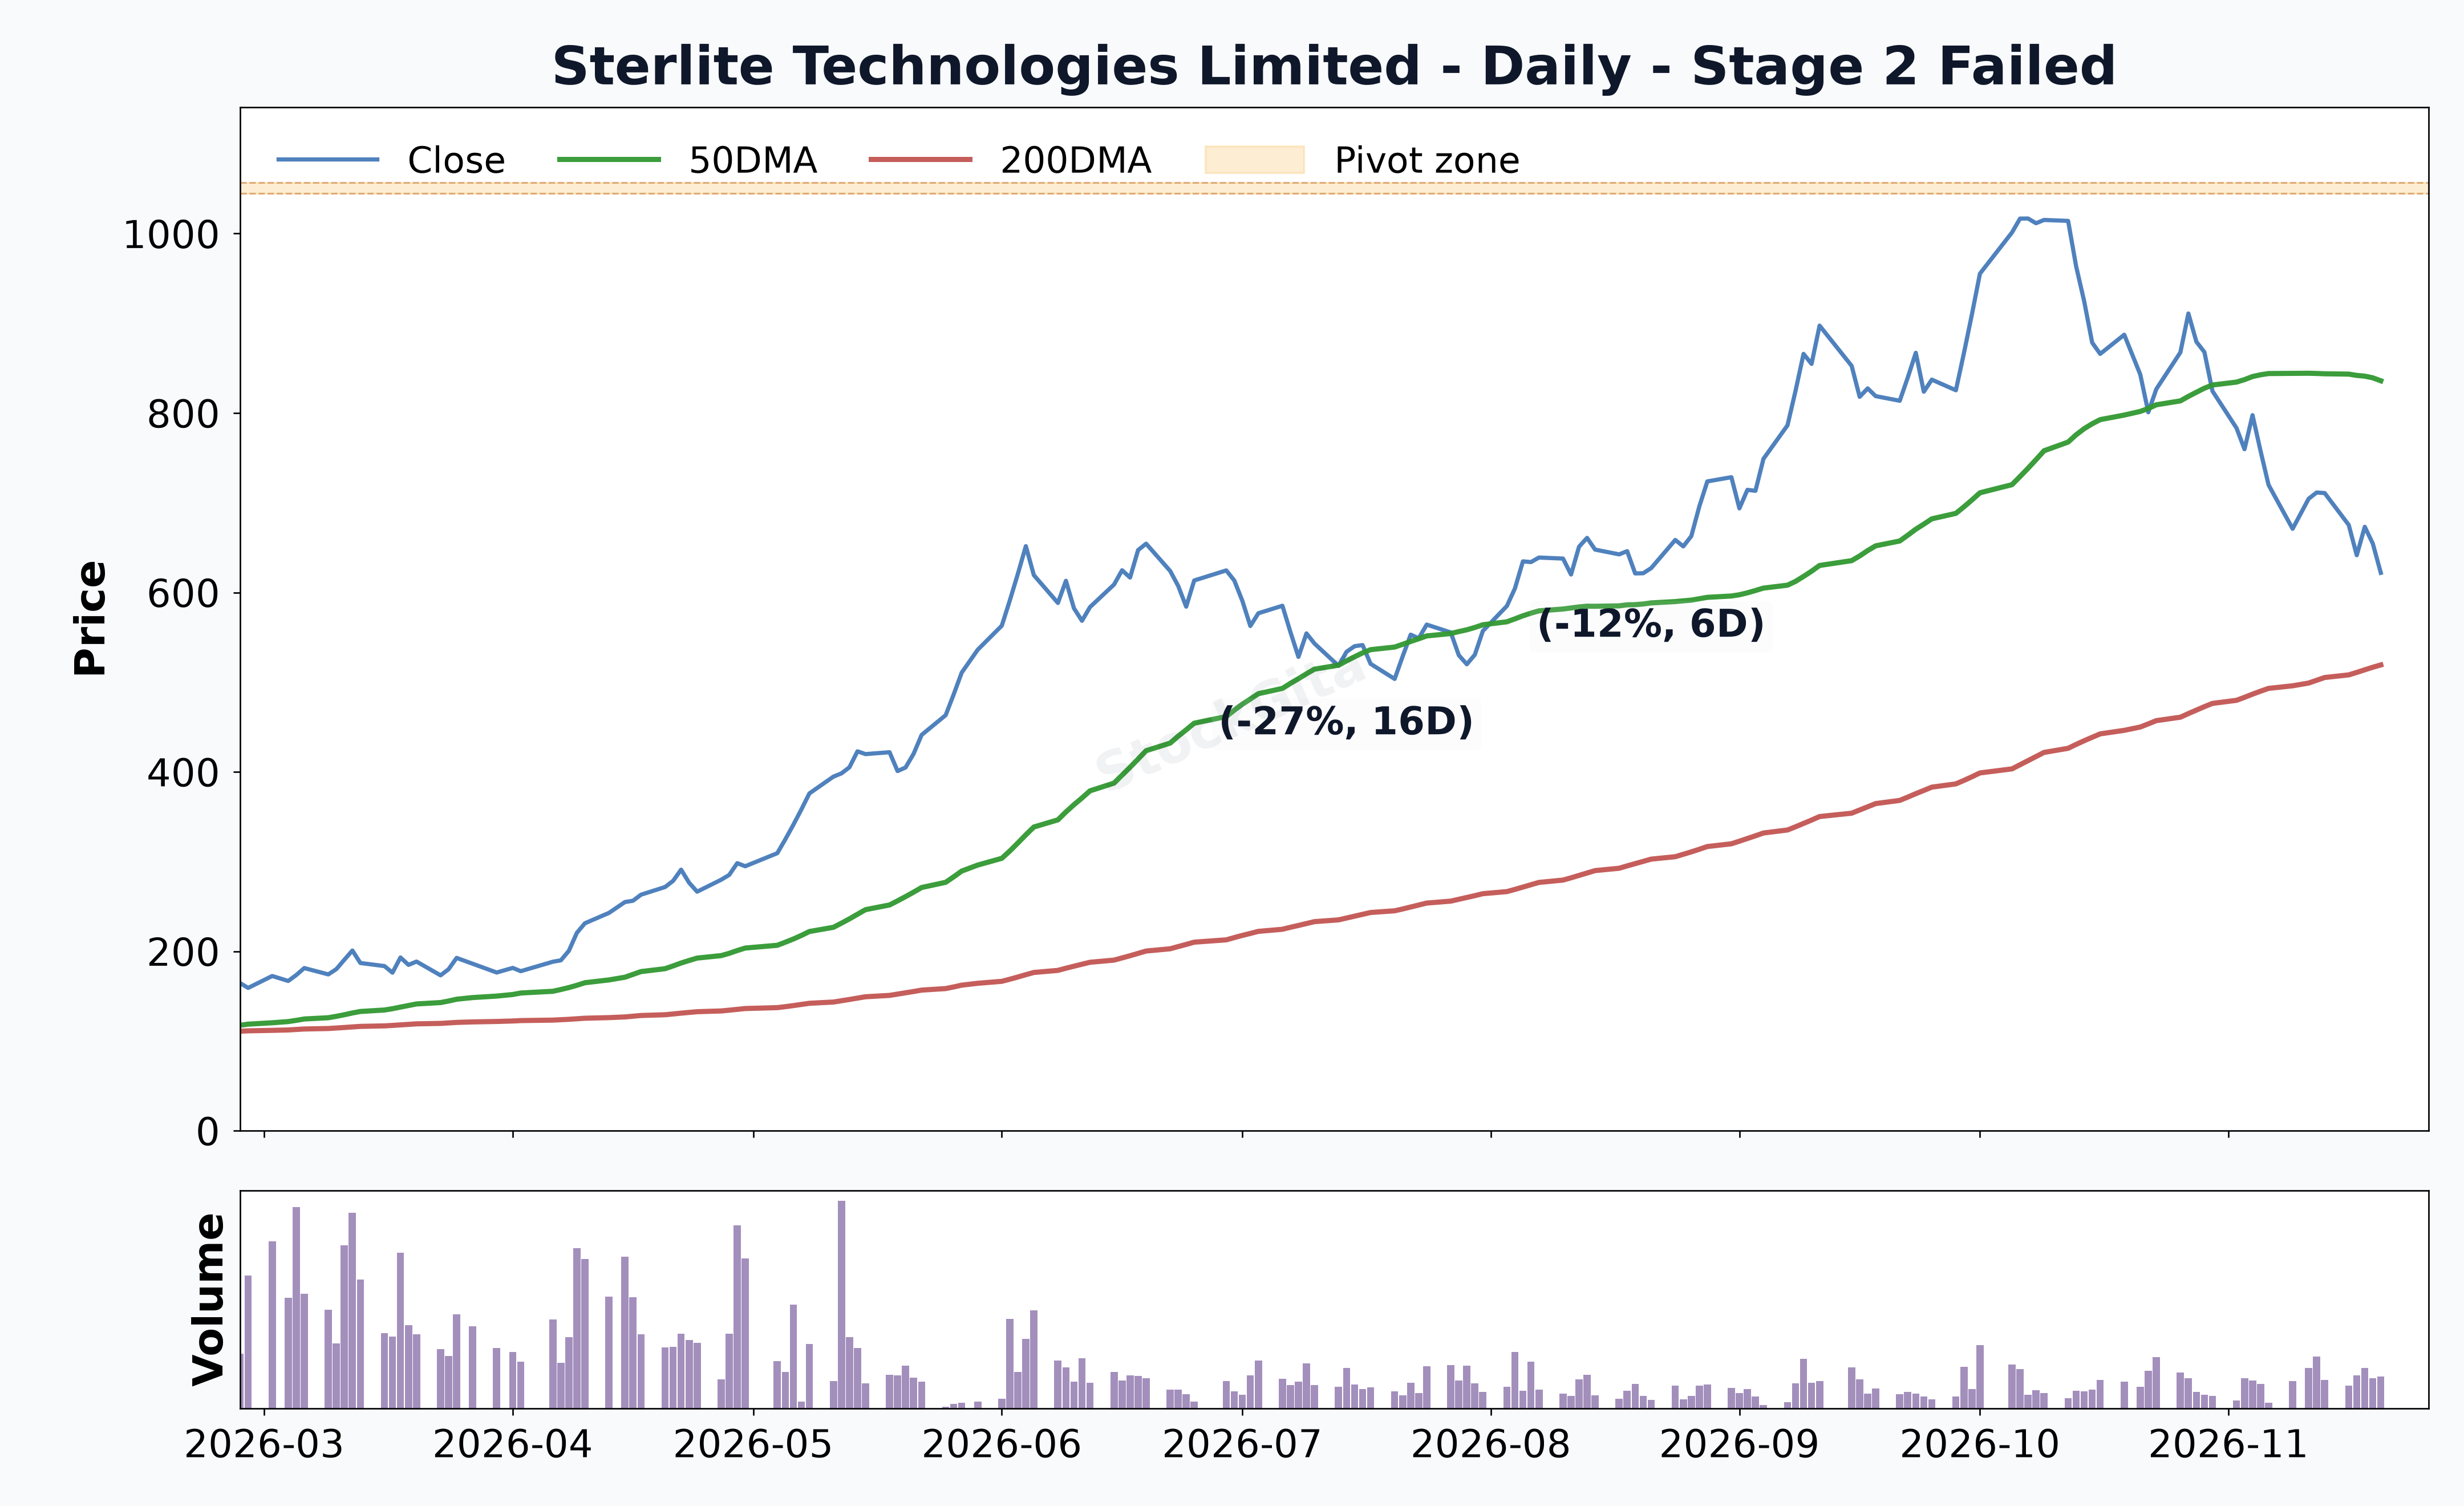 Sterlite Technologies Limited - Daily - Stage 2 Failed
Close 50DMA 200DMA Pivot zone
Price
1000
800
600
400
200
0
(-12%, 6D)
(-27%, 16D)
Volume
2026-03 2026-04 2026-05 2026-06 2026-07 2026-08 2026-09 2026-10 2026-11